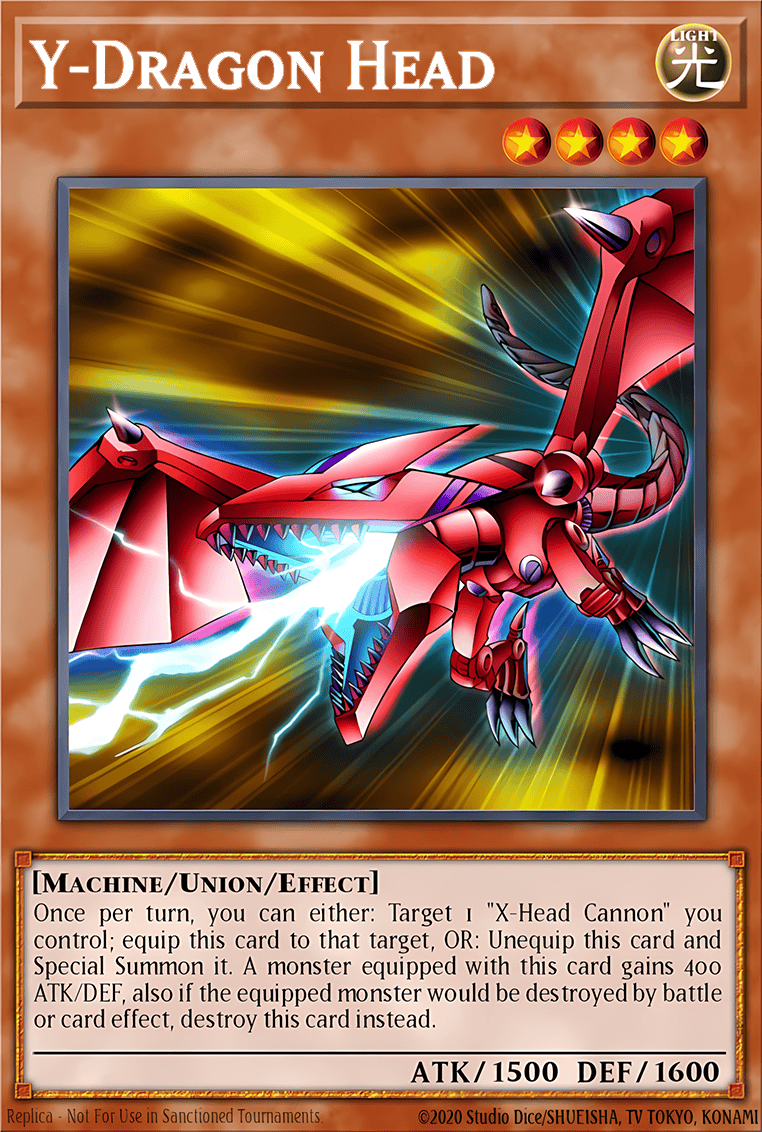 Y-Dragon Head
LIGHT
光
[Machine/Union/Effect]
Once per turn, you can either: Target 1 "X-Head Cannon" you
control; equip this card to that target, OR: Unequip this card and
Special Summon it. A monster equipped with this card gains 400
ATK/DEF, also if the equipped monster would be destroyed by battle
or card effect, destroy this card instead.
ATK/1500 DEF/1600
Replica - Not For Use in Sanctioned Tournaments.
©2020 Studio Dice/SHUEISHA, TV TOKYO, KONAMI